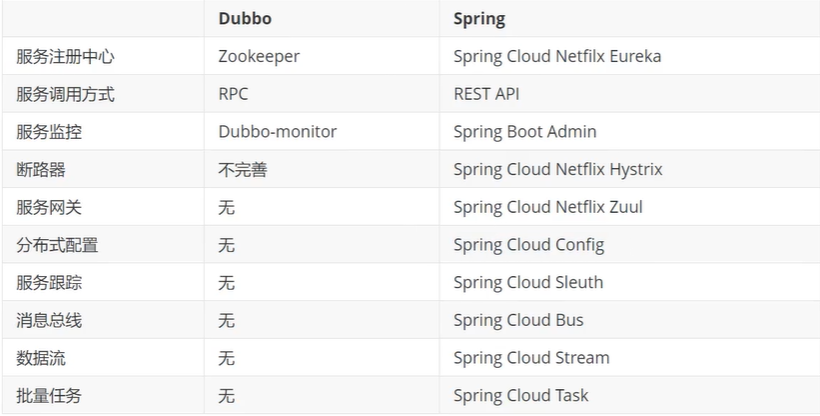 Dubbo Spring
服务注册中心 Zookeeper Spring Cloud Netfilx Eureka
服务调用方式 RPC REST API
服务监控 Dubbo-monitor Spring Boot Admin
断路器 不完善 Spring Cloud Netflix Hystrix
服务网关 无 Spring Cloud Netflix Zuul
分布式配置 无 Spring Cloud Config
服务跟踪 无 Spring Cloud Sleuth
消息总线 无 Spring Cloud Bus
数据流 无 Spring Cloud Stream
批量任务 无 Spring Cloud Task